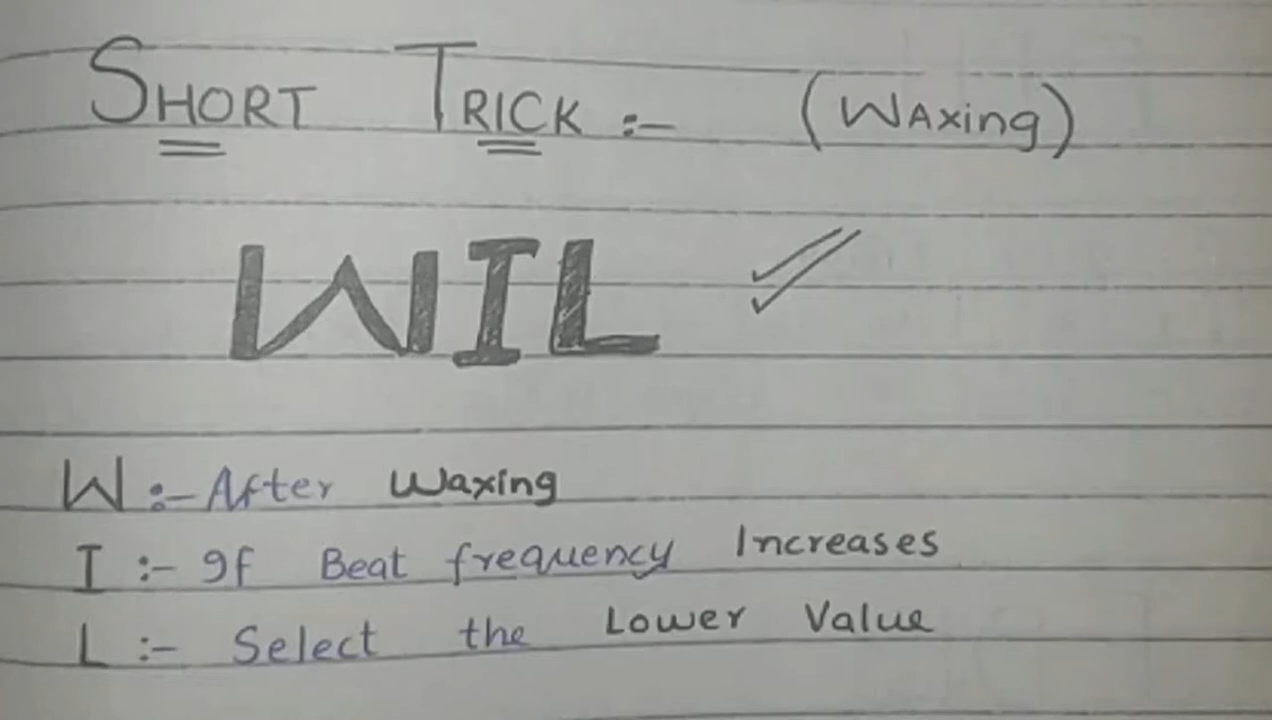 SHORT TRICK :- (WAxing)
WIL
W :- After Waxing
I :- If Beat frequency Increases
L :- Select the Lower Value